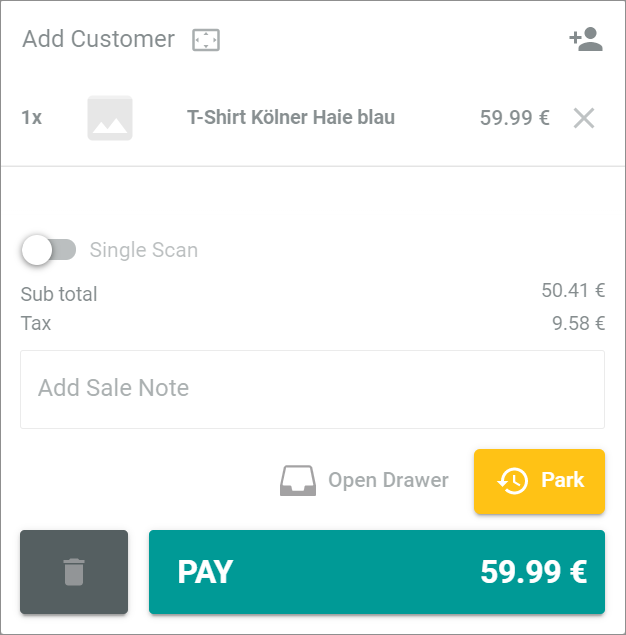 Add Customer
1x T-Shirt Kölner Haie blau 59.99 €
Single Scan
Sub total 50.41 €
Tax 9.58 €
Add Sale Note
Open Drawer Park
PAY 59.99 €